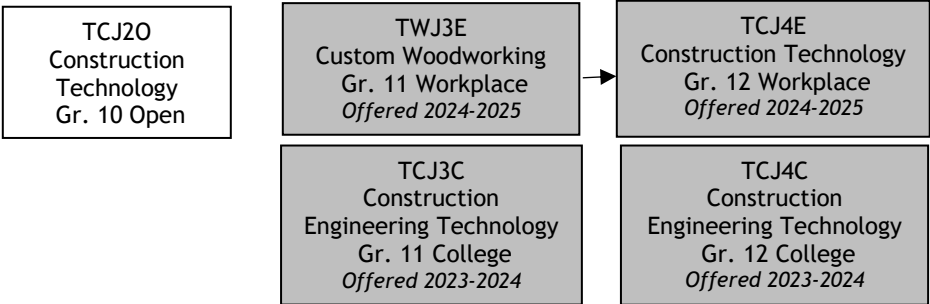 TCJ2O
Construction
Technology
Gr. 10 Open
TWJ3E
Custom Woodworking
Gr. 11 Workplace
Offered 2024-2025
TCJ4E
Construction Technology
Gr. 12 Workplace
Offered 2024-2025
TCJ3C
Construction
Engineering Technology
Gr. 11 College
Offered 2023-2024
TCJ4C
Construction
Engineering Technology
Gr. 12 College
Offered 2023-2024